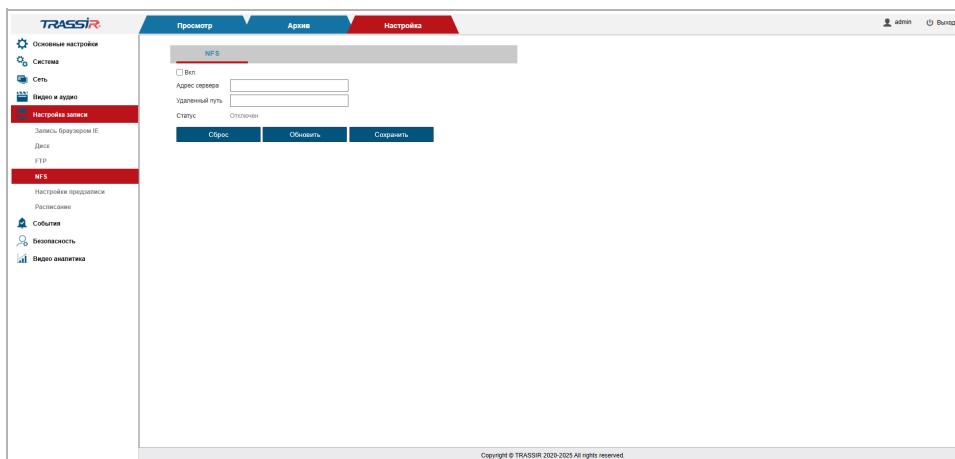 TRASSIR
Просмотр
Архив
Настройка
admin
Выход
Основные настройки
Система
Сеть
Видео и аудио
Настройка записи
Запись браузером IE
Диск
FTP
NFS
Настройки предзаписи
Расписание
События
Безопасность
Видео аналитика
NFS
Вкл.
Адрес сервера
Удаленный путь
Статус Отключен
Сброс Обновить Сохранить
Copyright © TRASSIR 2020-2025 All rights reserved.